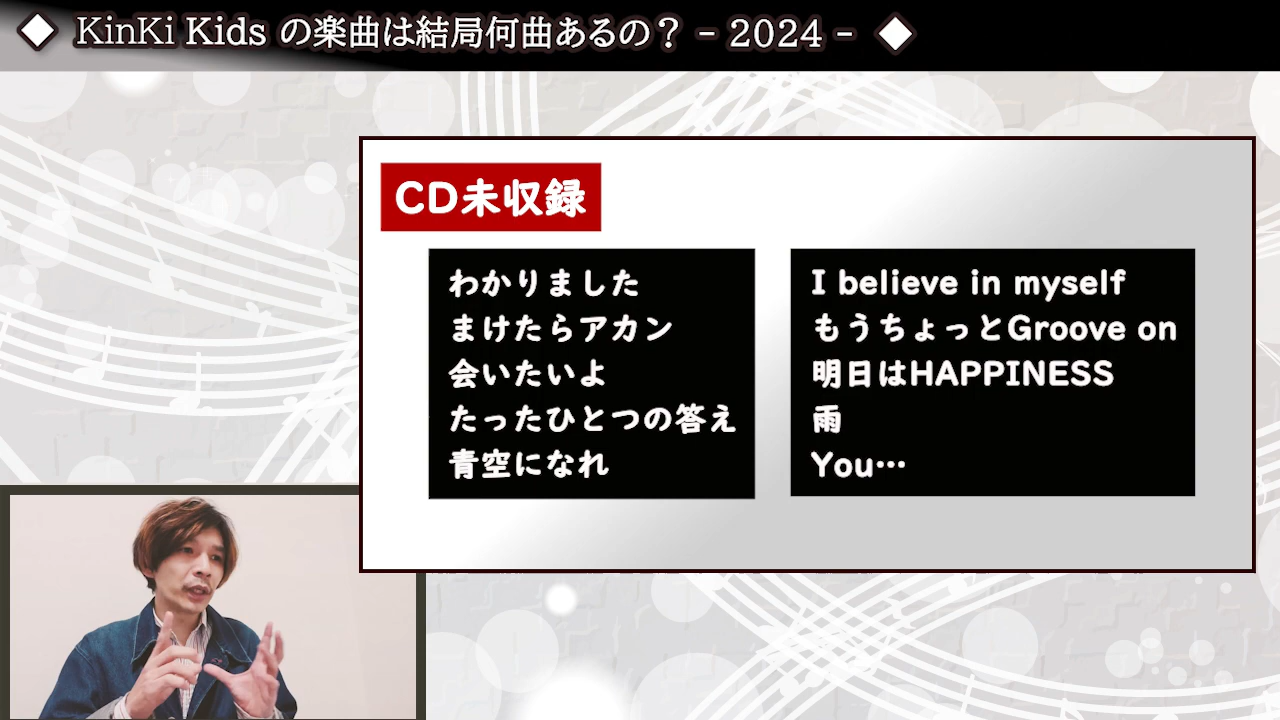 ◆ KinKi Kids の楽曲は結局何曲あるの？ － 2024 － ◆
CD未収録
わかりました
まけたらアカン
会いたいよ
たったひとつの答え
青空になれ
I believe in myself
もうちょっとGroove on
明日はHAPPINESS
雨
You…